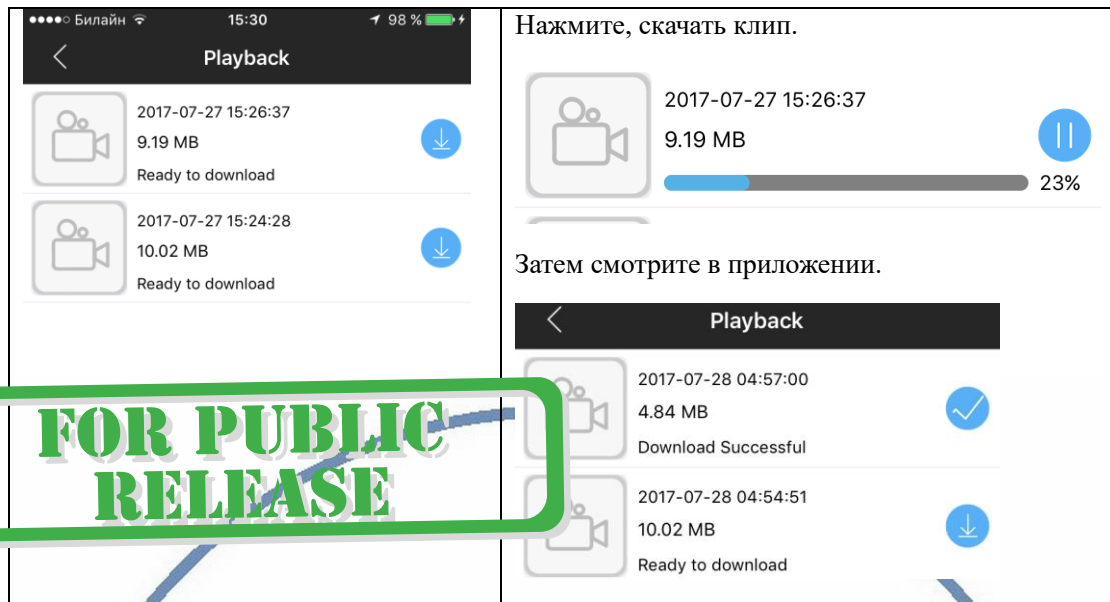 Билайн 15:30 98 %
Playback
2017-07-27 15:26:37
9.19 MB
Ready to download
2017-07-27 15:24:28
10.02 MB
Ready to download
Нажмите, скачать клип.
2017-07-27 15:26:37
9.19 MB
23%
Затем смотрите в приложении.
Playback
2017-07-28 04:57:00
4.84 MB
Download Successful
2017-07-28 04:54:51
10.02 MB
Ready to download
FOR PUBLIC
RELEASE